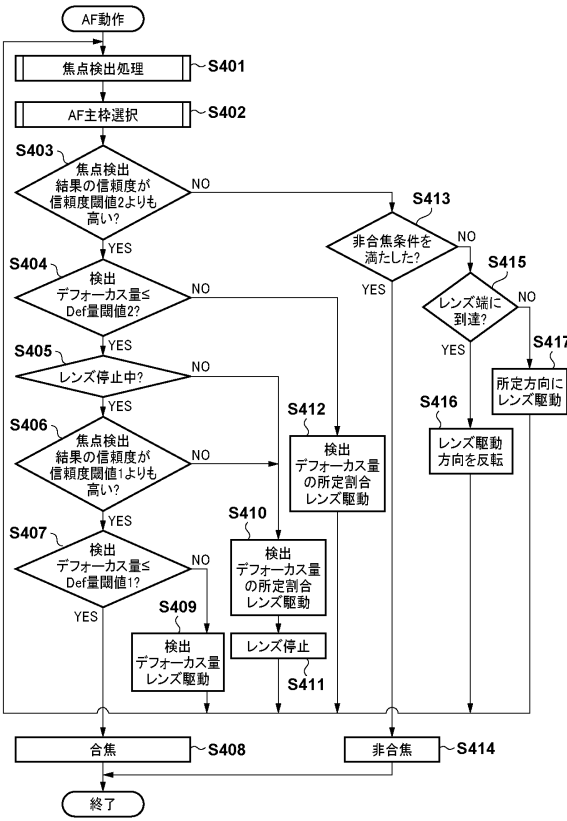 AF動作
焦点検出処理
S401
AF主枠選択
S402
S403
焦点検出
結果の信頼度が
信頼度閾値2よりも
高い?
NO
YES
S404
検出
デフォーカス量≦
Def量閾値2?
NO
YES
S405
レンズ停止中?
NO
YES
S406
焦点検出
結果の信頼度が
信頼度閾値1よりも
高い?
NO
YES
S407
検出
デフォーカス量≦
Def量閾値1?
NO
YES
S409
検出
デフォーカス量
レンズ駆動
S410
検出
デフォーカス量
の所定割合
レンズ駆動
レンズ停止
S411
S412
検出
デフォーカス量
の所定割合
レンズ駆動
S413
非合焦条件を
満たした?
NO
YES
S415
レンズ端に
到達?
NO
YES
S416
レンズ駆動
方向を反転
S417
所定方向に
レンズ駆動
合焦
S408
非合焦
S414
終了